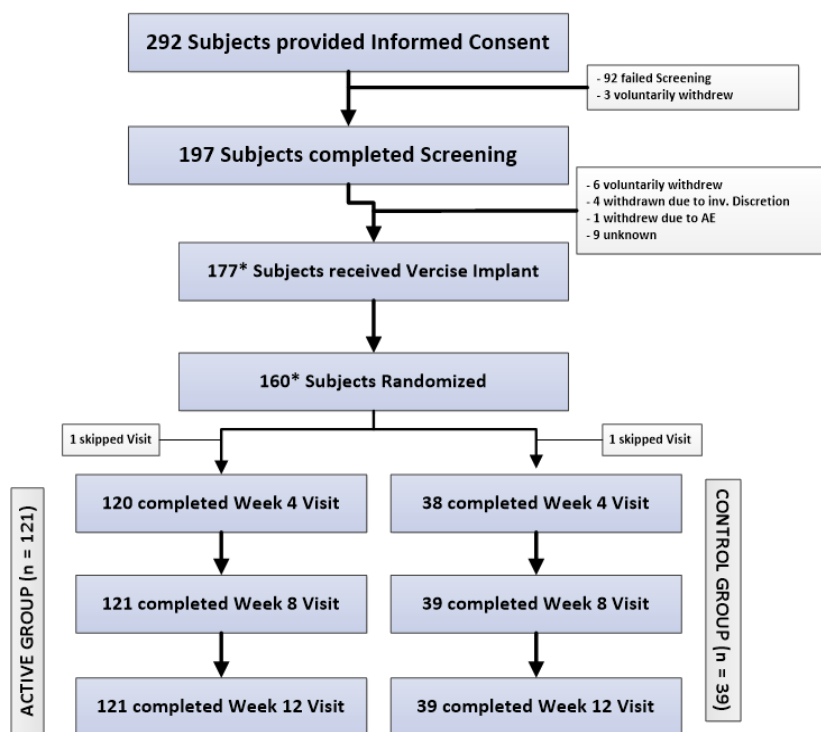 292 Subjects provided Informed Consent
- 92 failed Screening
- 3 voluntarily withdrew
197 Subjects completed Screening
- 6 voluntarily withdrew
- 4 withdrawn due to inv. Discretion
- 1 withdrew due to AE
- 9 unknown
177* Subjects received Vercise Implant
160* Subjects Randomized
1 skipped Visit
1 skipped Visit
ACTIVE GROUP (n = 121)
120 completed Week 4 Visit
38 completed Week 4 Visit
CONTROL GROUP (n = 39)
121 completed Week 8 Visit
39 completed Week 8 Visit
121 completed Week 12 Visit
39 completed Week 12 Visit